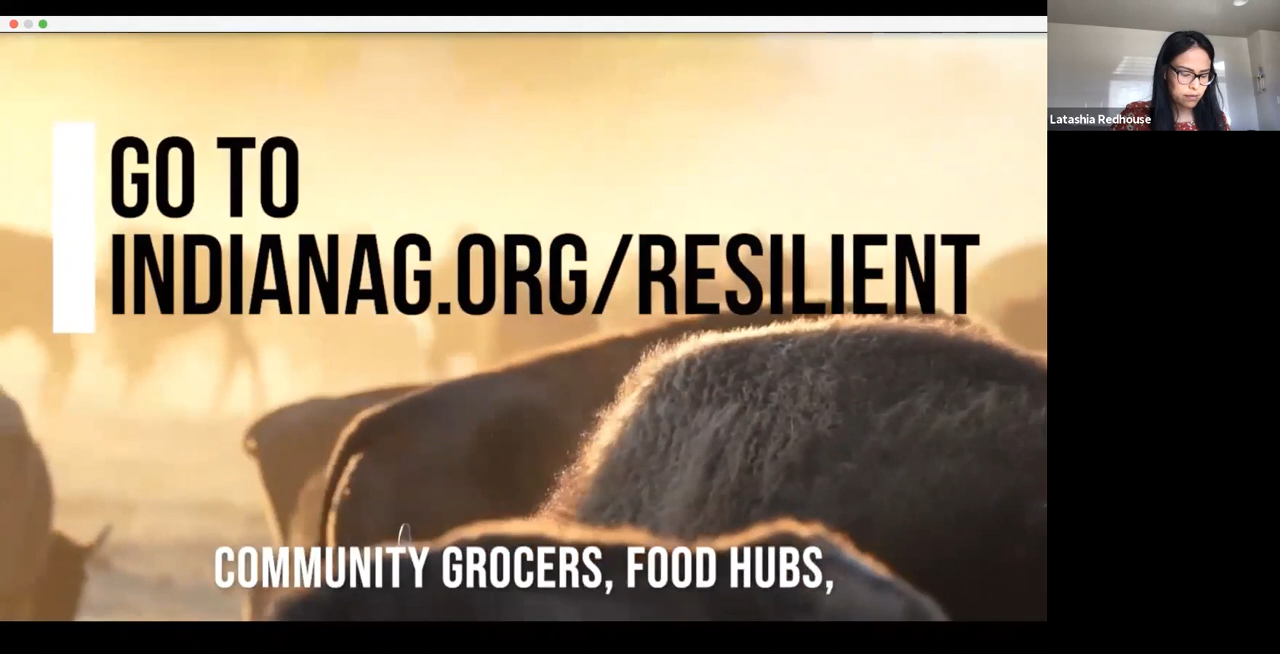 GO TO
INDIANAG.ORG/RESILIENT
COMMUNITY GROCERS, FOOD HUBS,
Latashia Redhouse